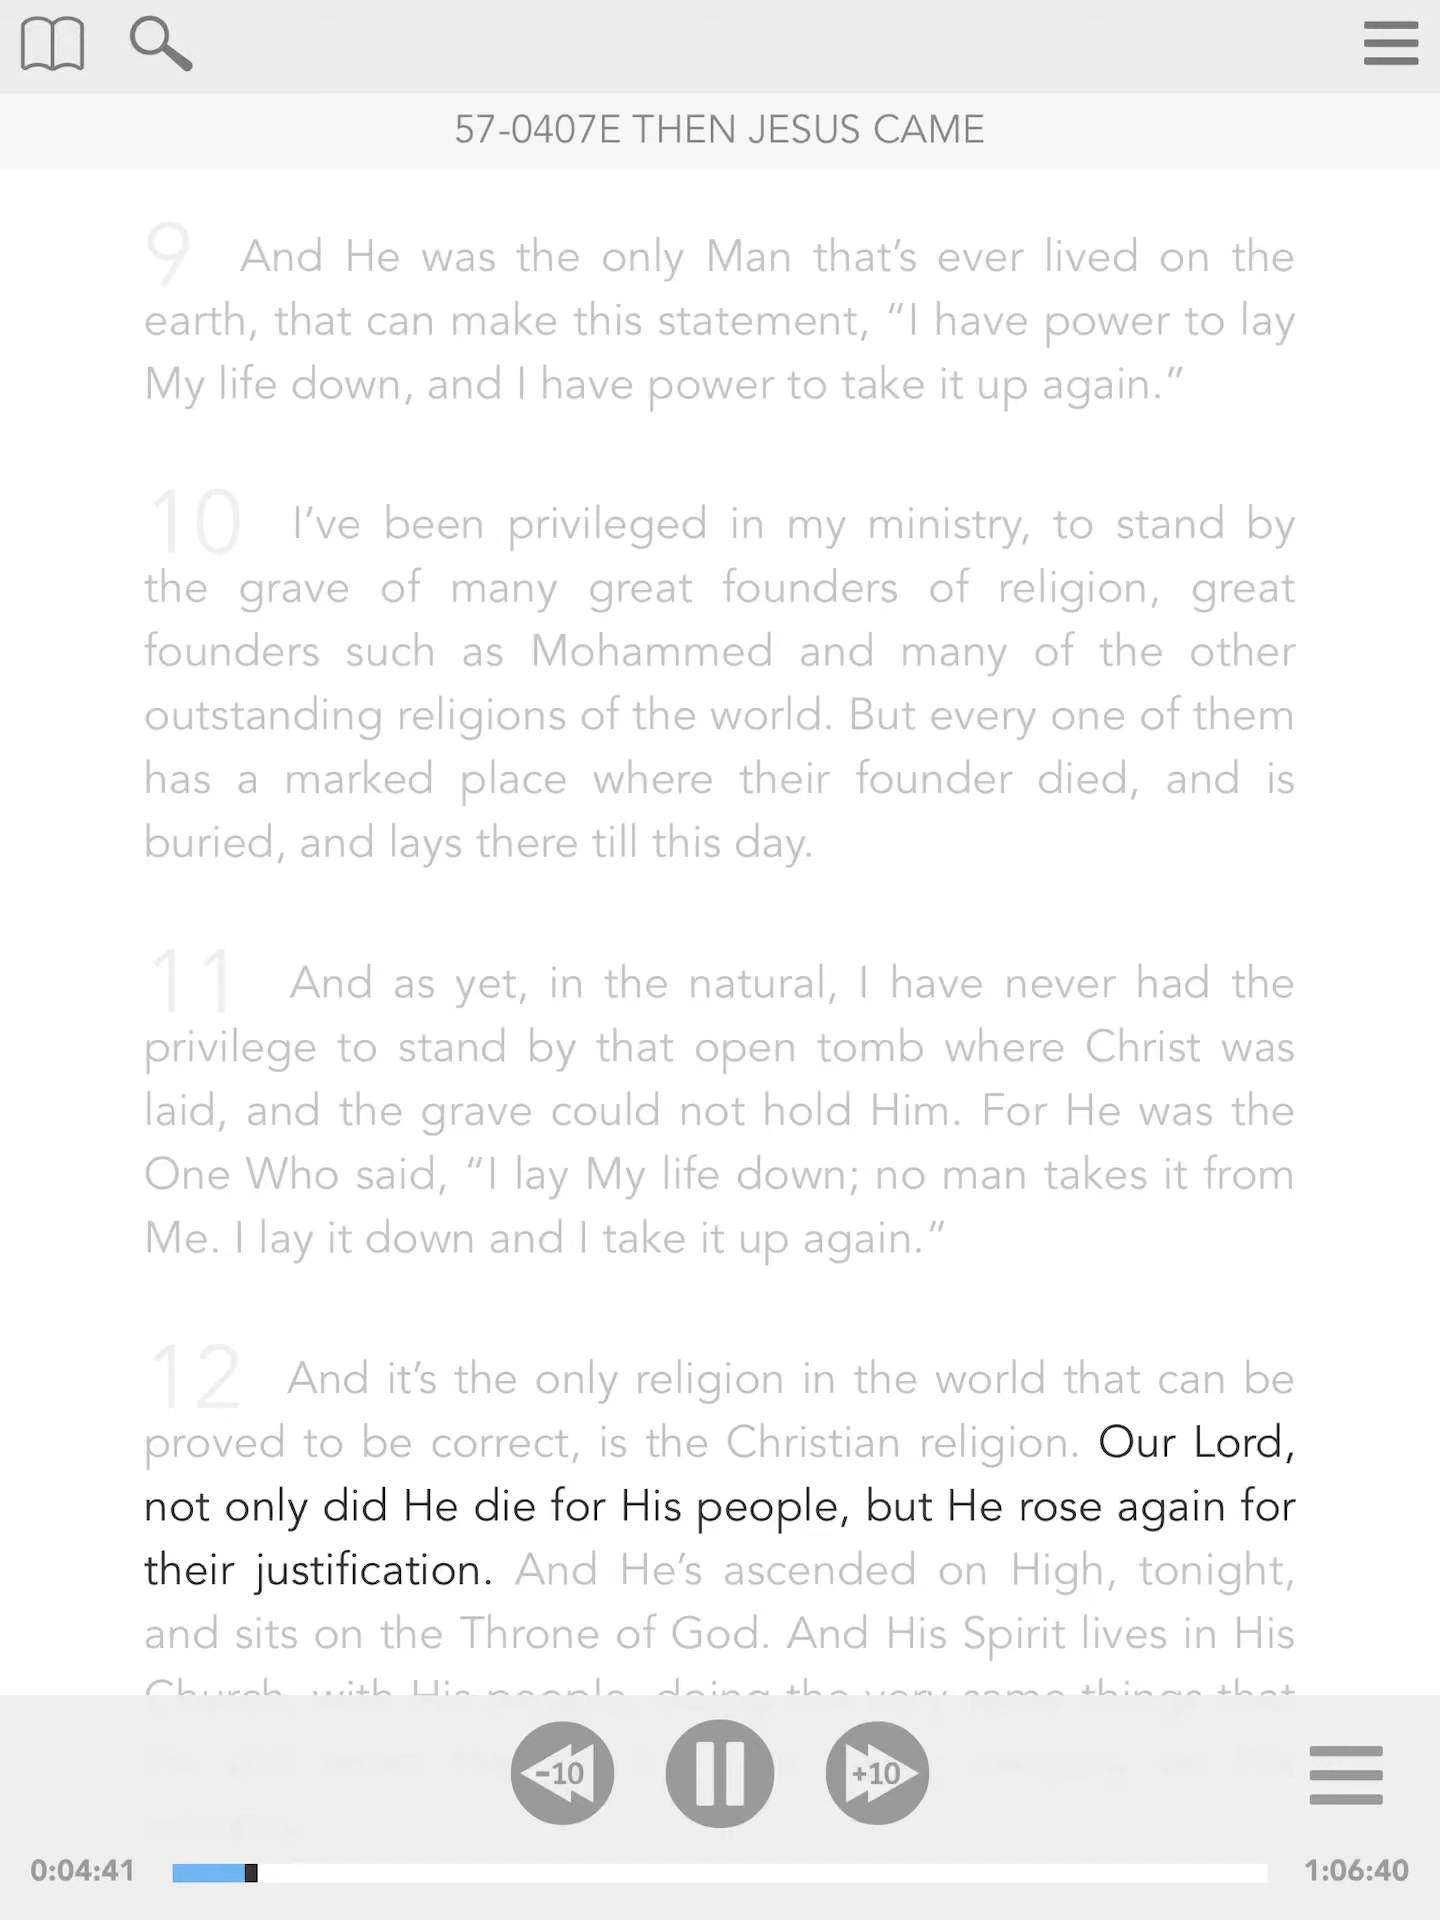 57-0407E THEN JESUS CAME
9 And He was the only Man that’s ever lived on the
earth, that can make this statement, “I have power to lay
My life down, and I have power to take it up again.”
10 I’ve been privileged in my ministry, to stand by
the grave of many great founders of religion, great
founders such as Mohammed and many of the other
outstanding religions of the world. But every one of them
has a marked place where their founder died, and is
buried, and lays there till this day.
11 And as yet, in the natural, I have never had the
privilege to stand by that open tomb where Christ was
laid, and the grave could not hold Him. For He was the
One Who said, “I lay My life down; no man takes it from
Me. I lay it down and I take it up again.”
12 And it’s the only religion in the world that can be
proved to be correct, is the Christian religion. Our Lord,
not only did He die for His people, but He rose again for
their justification. And He’s ascended on High, tonight,
and sits on the Throne of God. And His Spirit lives in His
Church, with His people, doing the very same things that
-10 +10
0:04:41 1:06:40